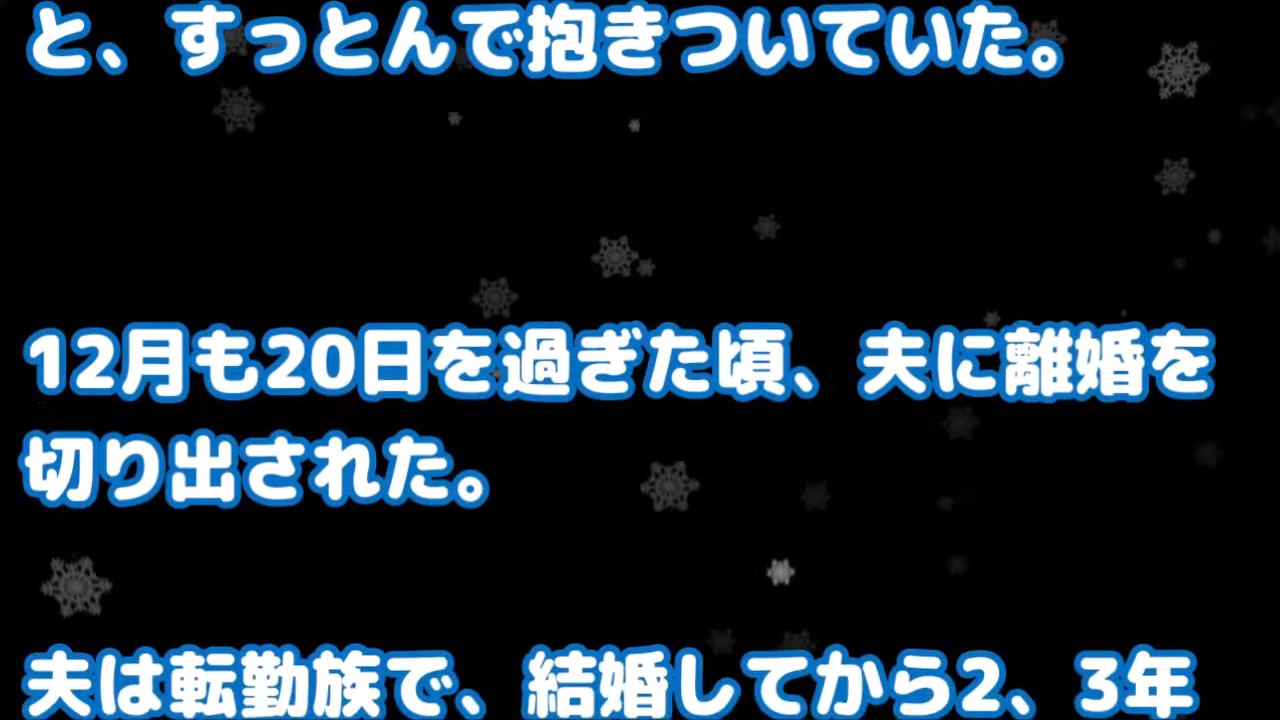 と、すっとんで抱きついていた。
12月も20日を過ぎた頃、夫に離婚を
切り出された。
夫は転勤族で、結婚してから2、3年